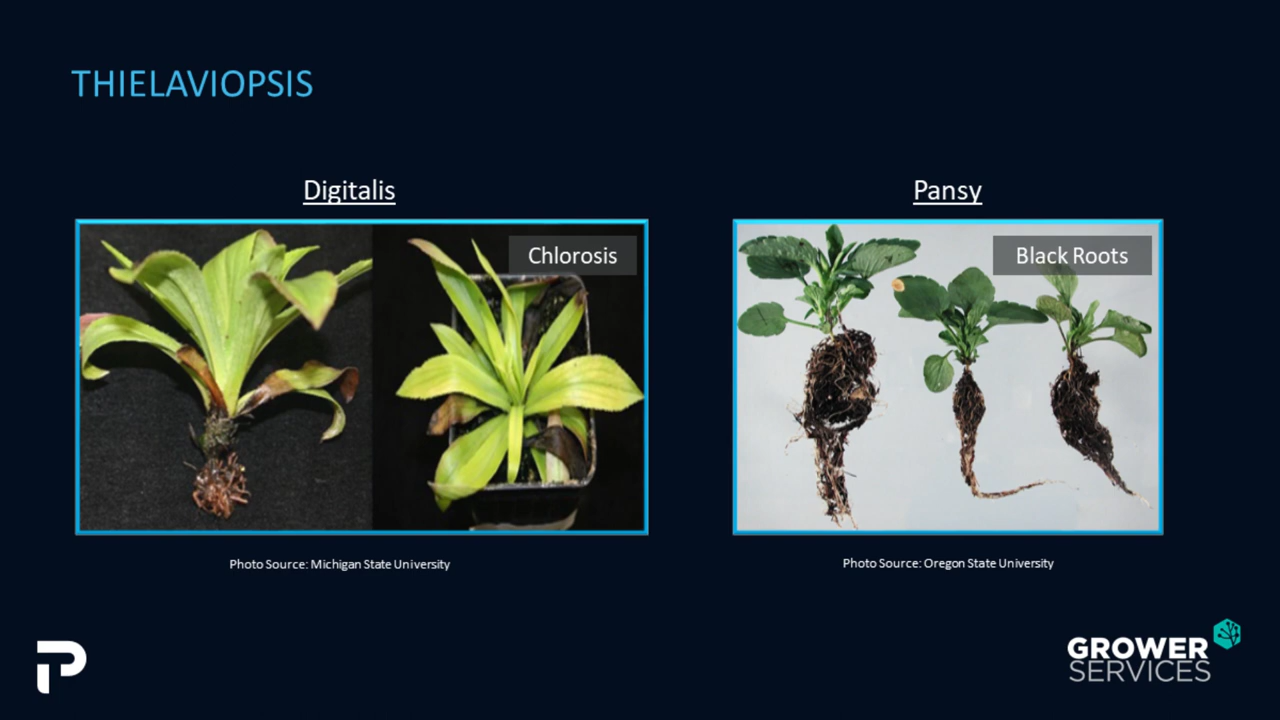 THIELAVIOPSIS
Digitalis
Chlorosis
Photo Source: Michigan State University
Pansy
Black Roots
Photo Source: Oregon State University
P
GROWER
SERVICES